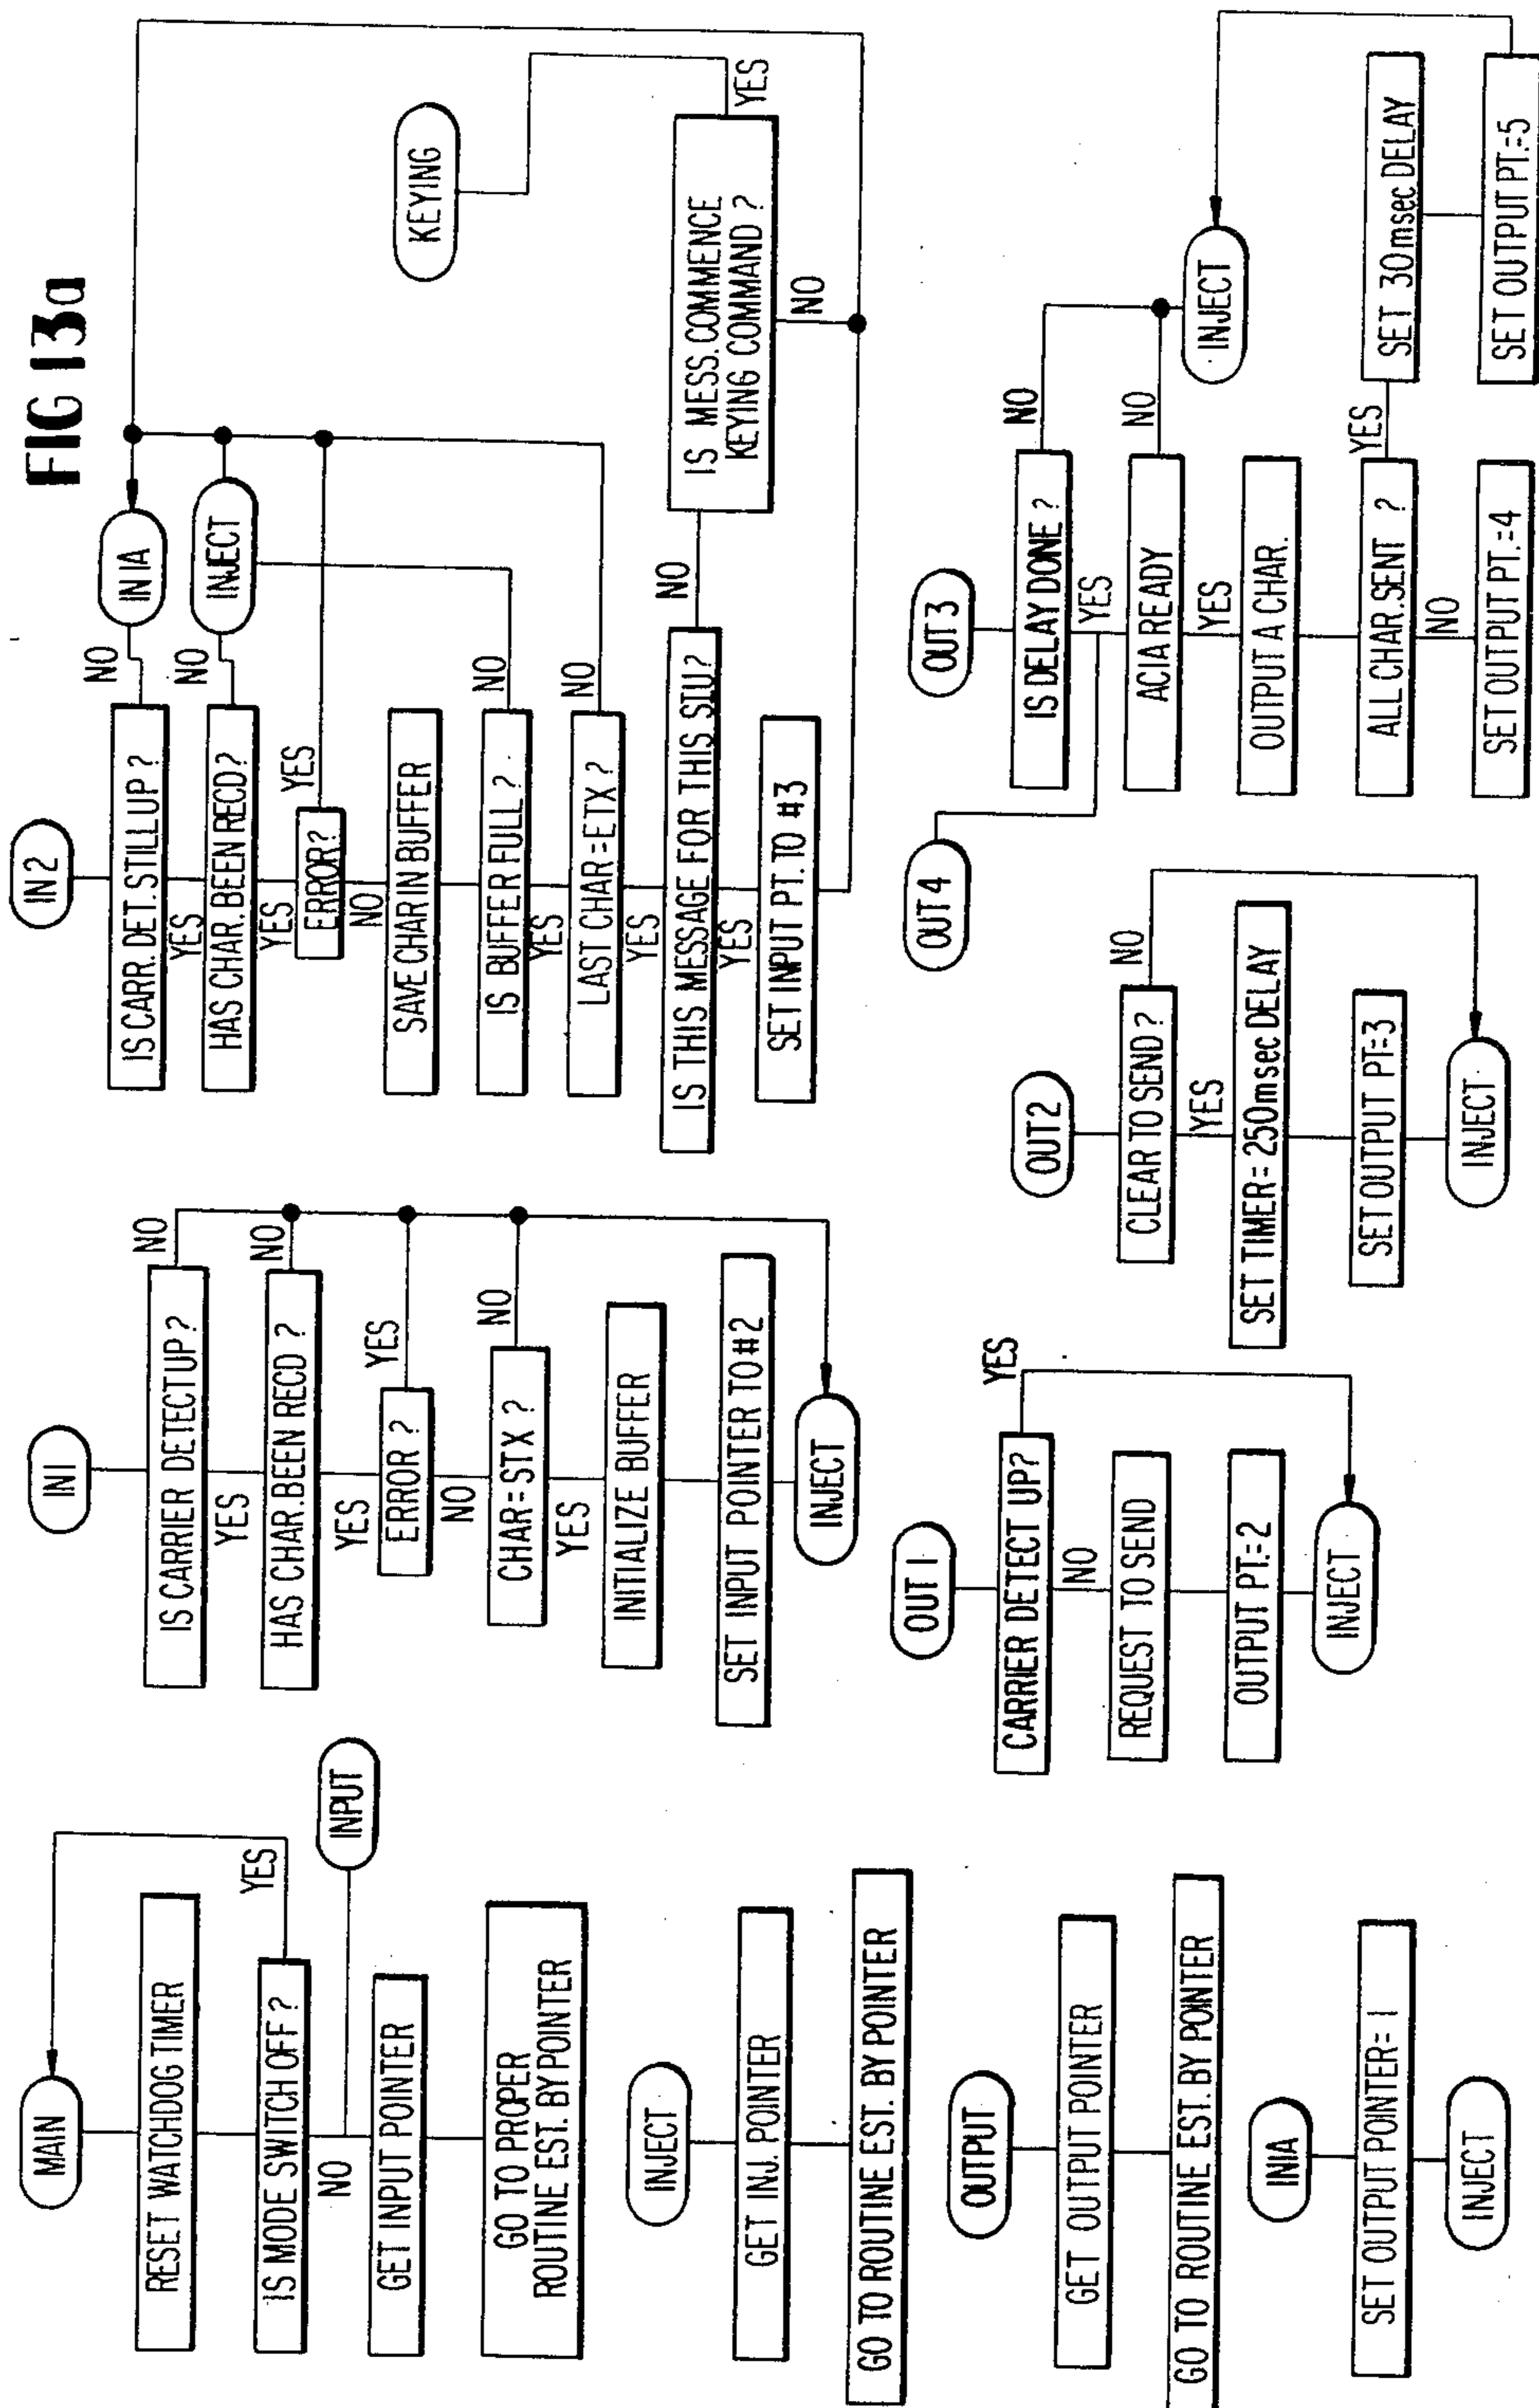 FIG 13a
MAIN
RESET WATCHDOG TIMER
IS MODE SWITCH OFF ?
YES
NO
INPUT
GET INPUT POINTER
GO TO PROPER
ROUTINE EST. BY POINTER
INJECT
GET INJ. POINTER
GO TO ROUTINE EST. BY POINTER
OUTPUT
GET OUTPUT POINTER
GO TO ROUTINE EST. BY POINTER
IN1A
SET OUTPUT POINTER= 1
INJECT
IN1
IS CARRIER DETECT UP?
NO
YES
HAS CHAR. BEEN RECD ?
NO
YES
ERROR ?
YES
NO
CHAR=STX ?
NO
YES
INITIALIZE BUFFER
SET INPUT POINTER TO #2
INJECT
OUT 1
CARRIER DETECT UP?
YES
NO
REQUEST TO SEND
OUTPUT PT.=2
INJECT
IN 2
IS CARR. DET. STILL UP ?
NO
IN 1A
YES
HAS CHAR. BEEN RECD?
NO
INJECT
YES
ERROR?
YES
NO
SAVE CHAR IN BUFFER
IS BUFFER FULL ?
NO
YES
LAST CHAR=ETX ?
NO
YES
IS THIS MESSAGE FOR THIS STU?
NO
YES
SET INPUT PT. TO #3
KEYING
IS MESS. COMMENCE
KEYING COMMAND ?
YES
NO
OUT2
CLEAR TO SEND ?
NO
YES
SET TIMER= 250msec DELAY
SET OUTPUT PT=3
INJECT
OUT 3
OUT4
IS DELAY DONE ?
NO
YES
ACIA READY
NO
INJECT
YES
OUTPUT A CHAR.
ALL CHAR. SENT ?
YES
SET 30msec DELAY
NO
SET OUTPUT PT.=4
SET OUTPUT PT.=5